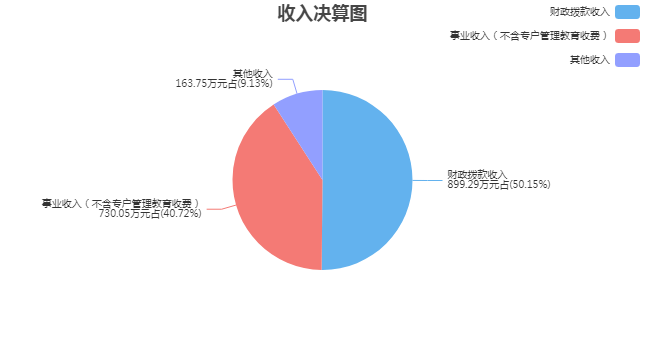 收入决算图
财政拨款收入
事业收入（不含专户管理教育收费）
其他收入
其他收入
163.75万元占(9.13%)
财政拨款收入
899.29万元占(50.15%)
事业收入（不含专户管理教育收费）
730.05万元占(40.72%)